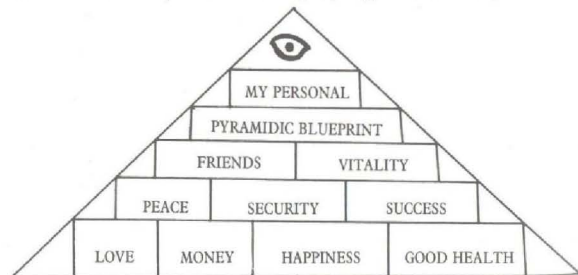 MY PERSONAL
PYRAMIDIC BLUEPRINT
FRIENDS VITALITY
PEACE SECURITY SUCCESS
LOVE MONEY HAPPINESS GOOD HEALTH